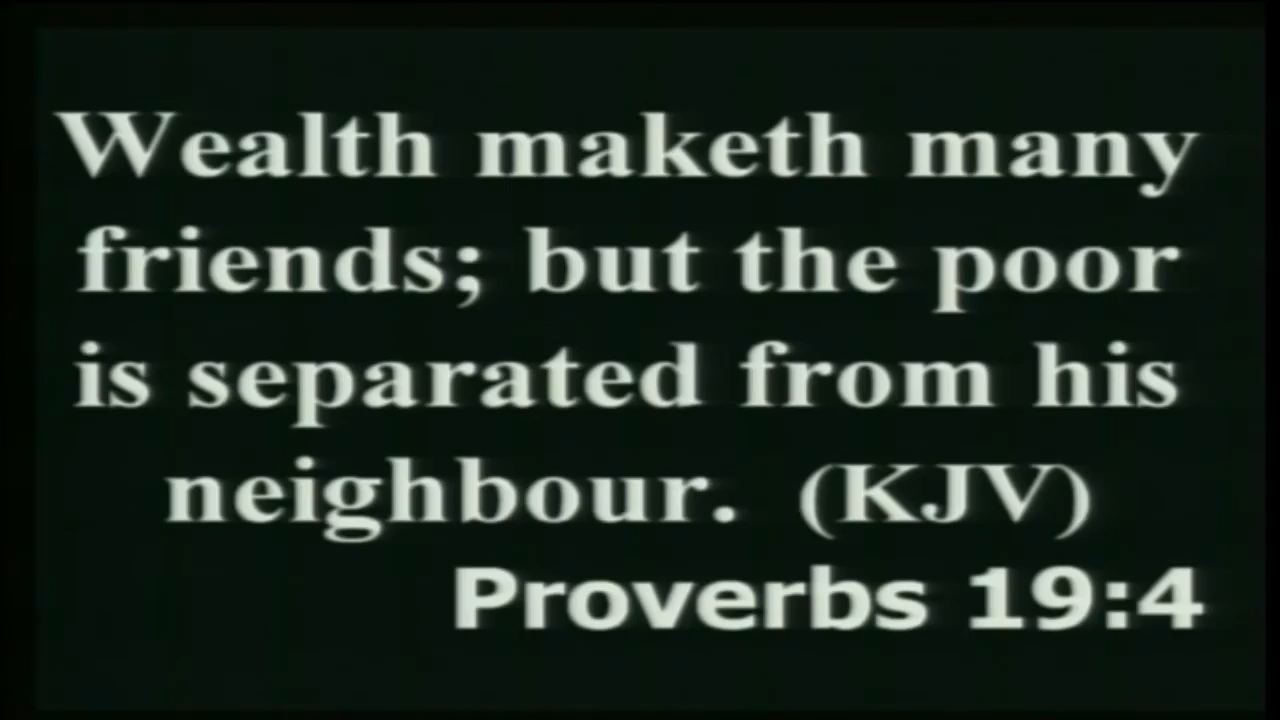 Wealth maketh many
friends; but the poor
is separated from his
neighbour. (KJV)
Proverbs 19:4